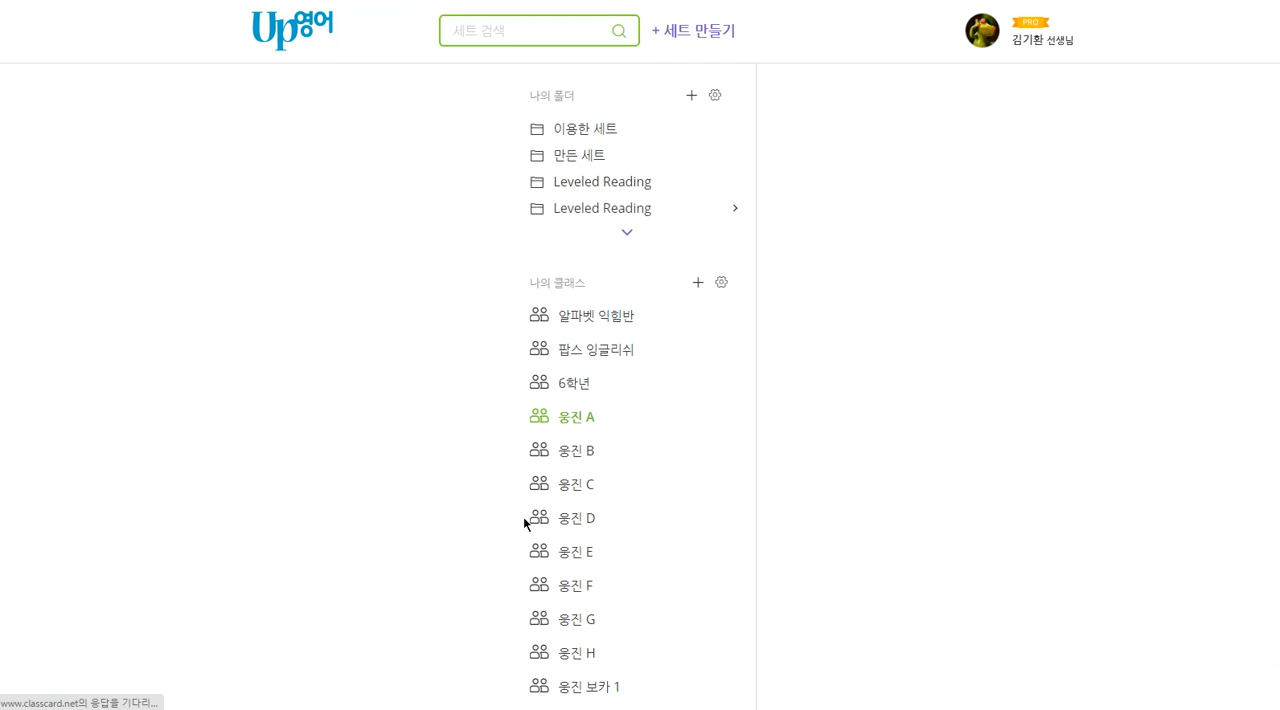 Up영어
세트 검색
+ 세트 만들기
PRO
김기환 선생님
나의 폴더
이용한 세트
만든 세트
Leveled Reading
Leveled Reading
나의 클래스
알파벳 익힘반
팝스 잉글리쉬
6학년
웅진 A
웅진 B
웅진 C
웅진 D
웅진 E
웅진 F
웅진 G
웅진 H
웅진 보카 1
www.classcard.net의 응답을 기다리...